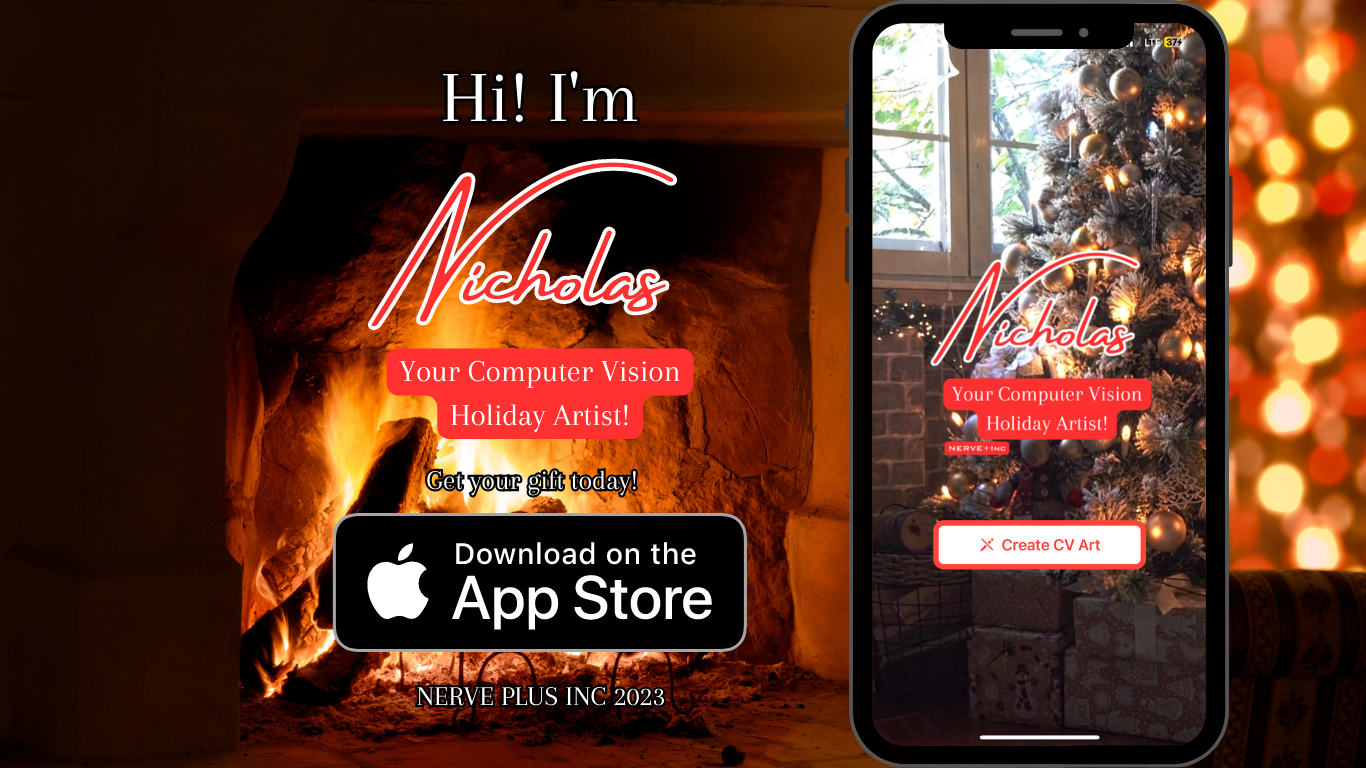 Hi! I'm
Nicholas
Your Computer Vision
Holiday Artist!
Get your gift today!
Download on the
App Store
NERVE PLUS INC 2023
LTE 37
Nicholas
Your Computer Vision
Holiday Artist!
NERVE+INC
Create CV Art